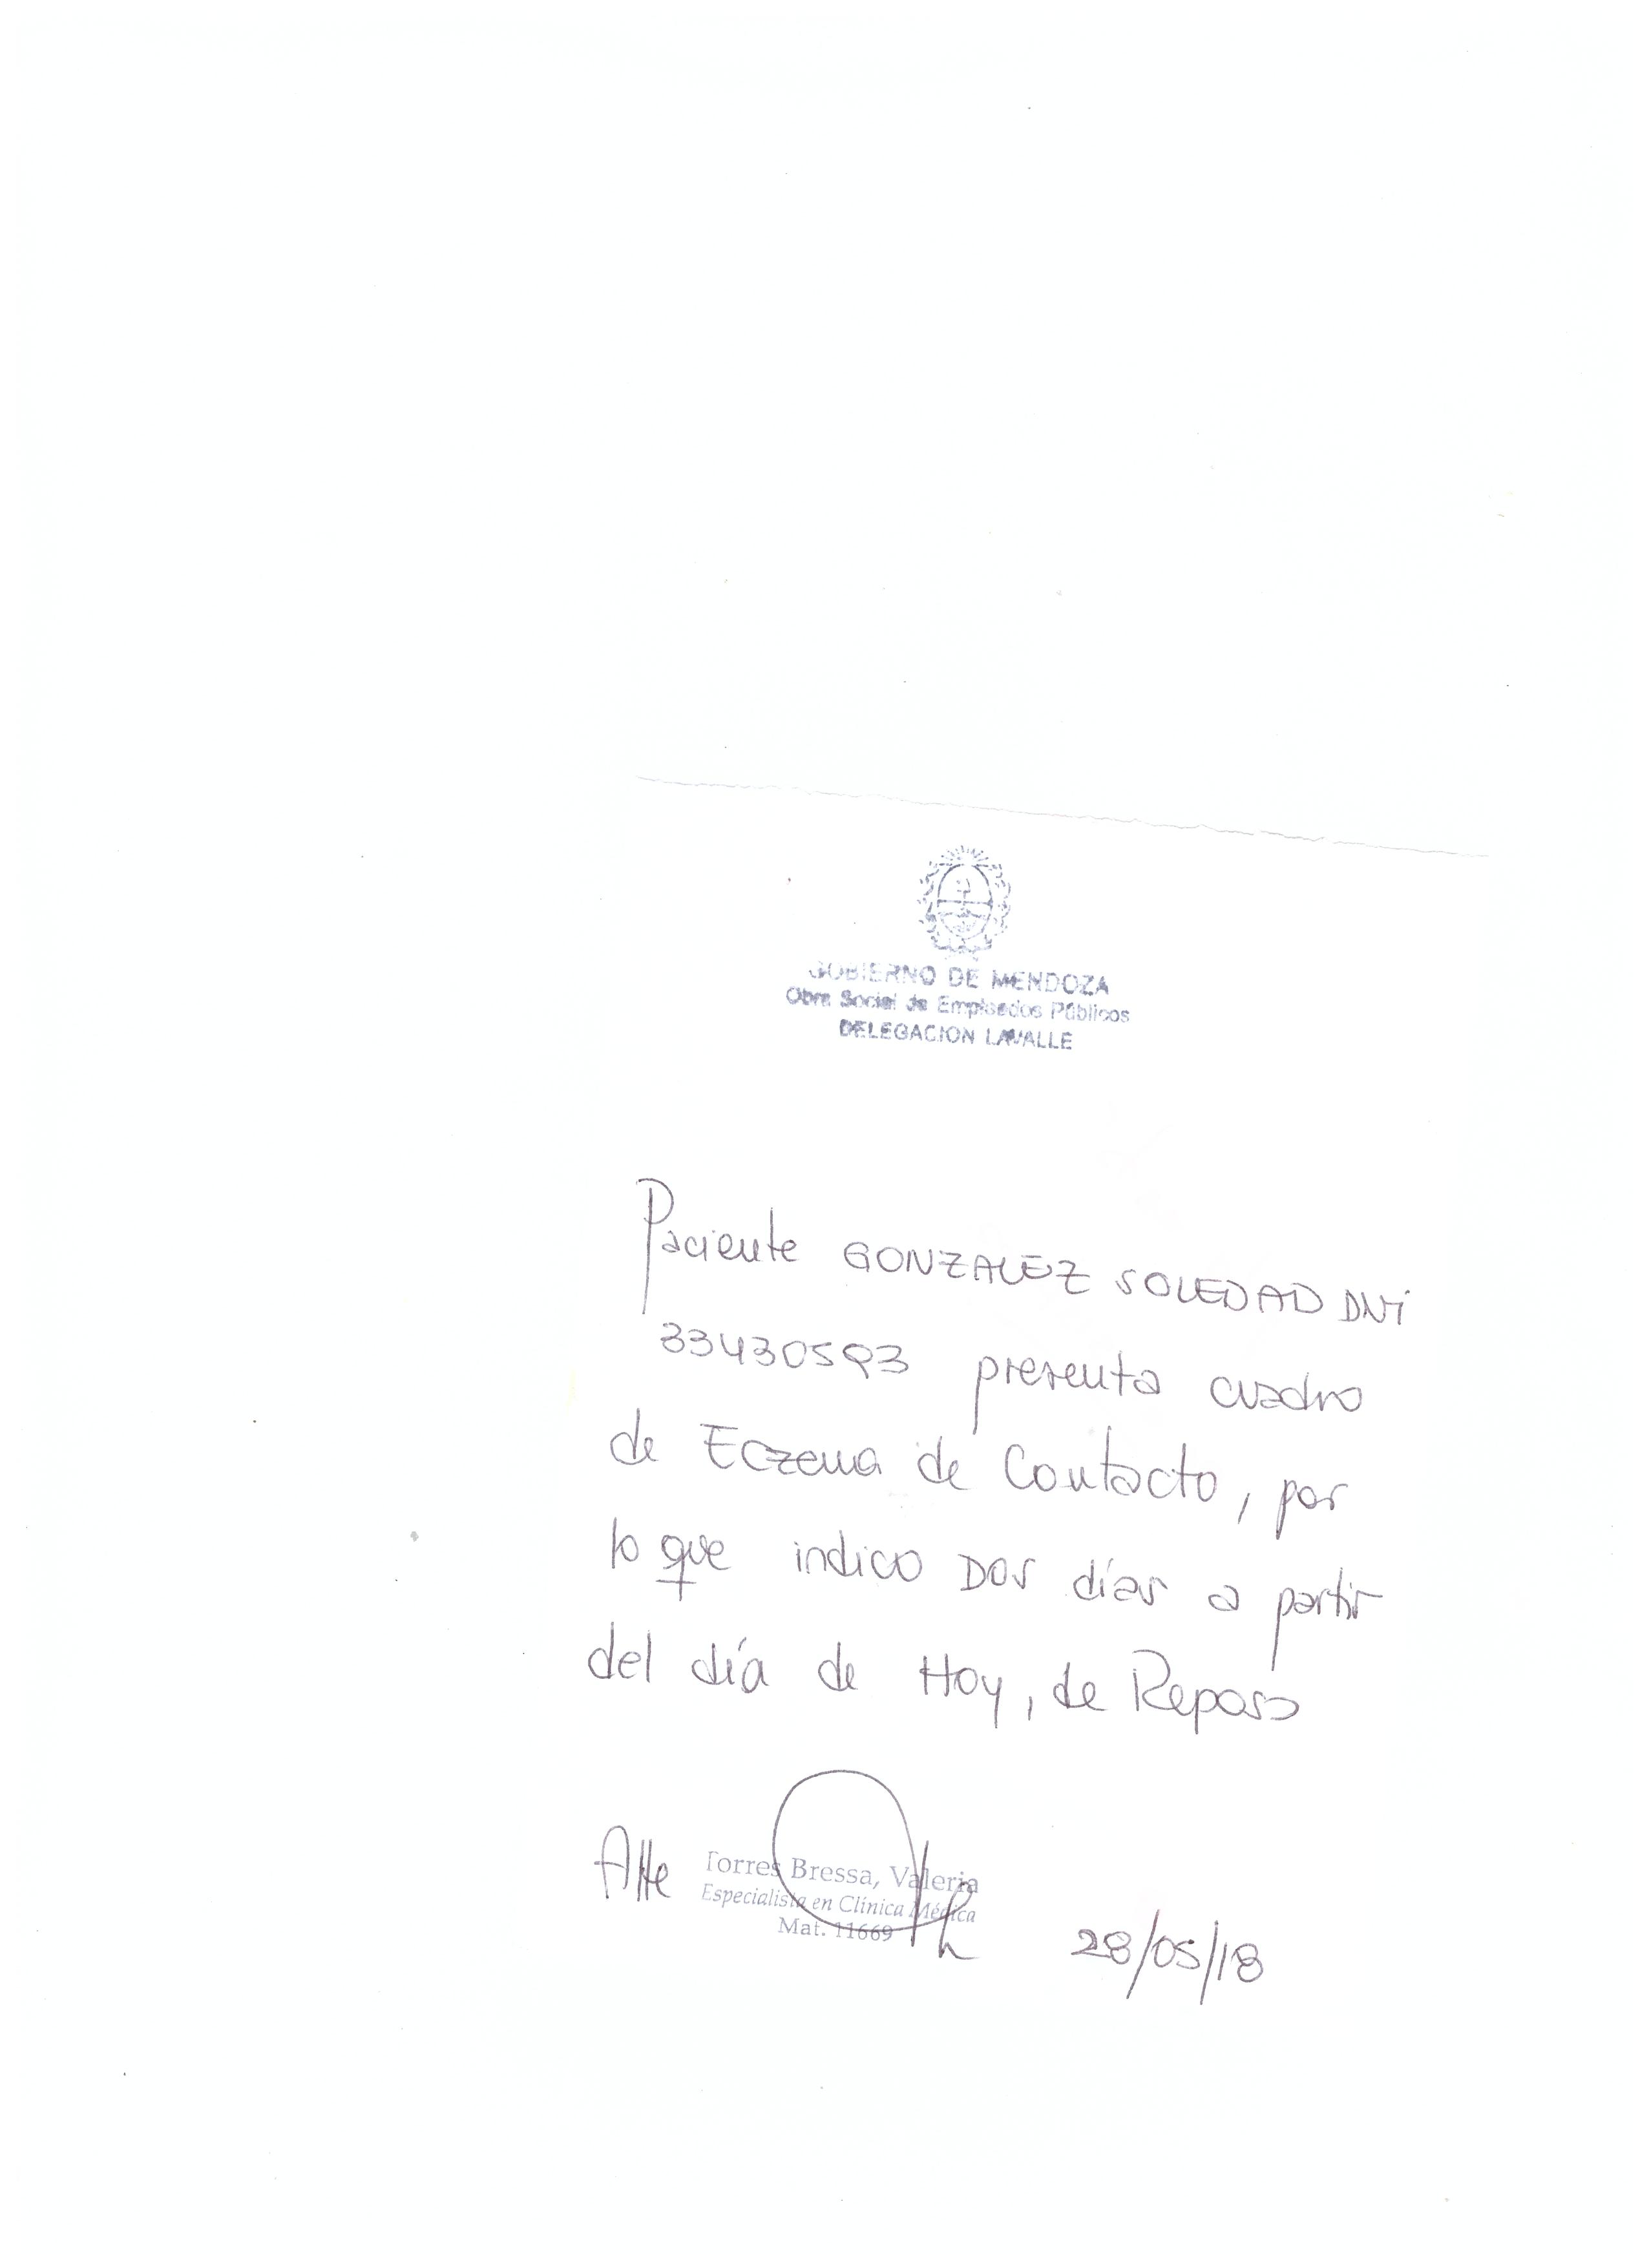 GOBIERNO DE MENDOZA
Obra Social de Empleados Públicos
DELEGACION LAVALLE
Paciente GONZALEZ SOLEDAD DNi
33430593 presenta cuadro
de Eczema de Contacto, por
lo que indico DOS días a partir
del día de Hoy, de Reposo
Atte
Torres Bressa, Valeria
Especialista en Clínica Médica
Mat. 11669
28/05/18